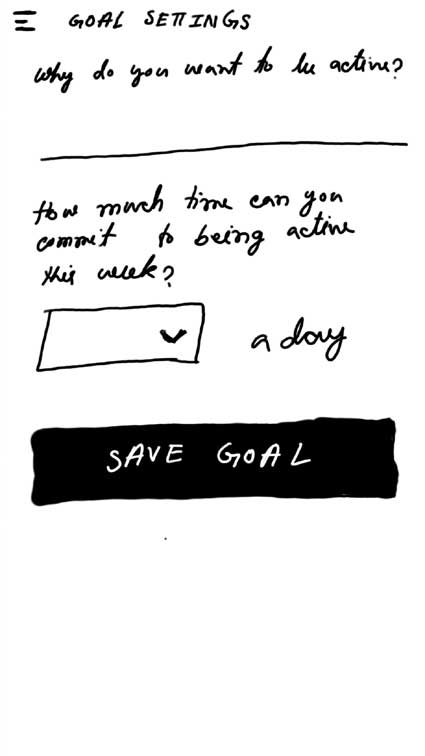 GOAL SETTINGS
Why do you want to be active?
How much time can you
commit to being active
this week?
a day
SAVE GOAL